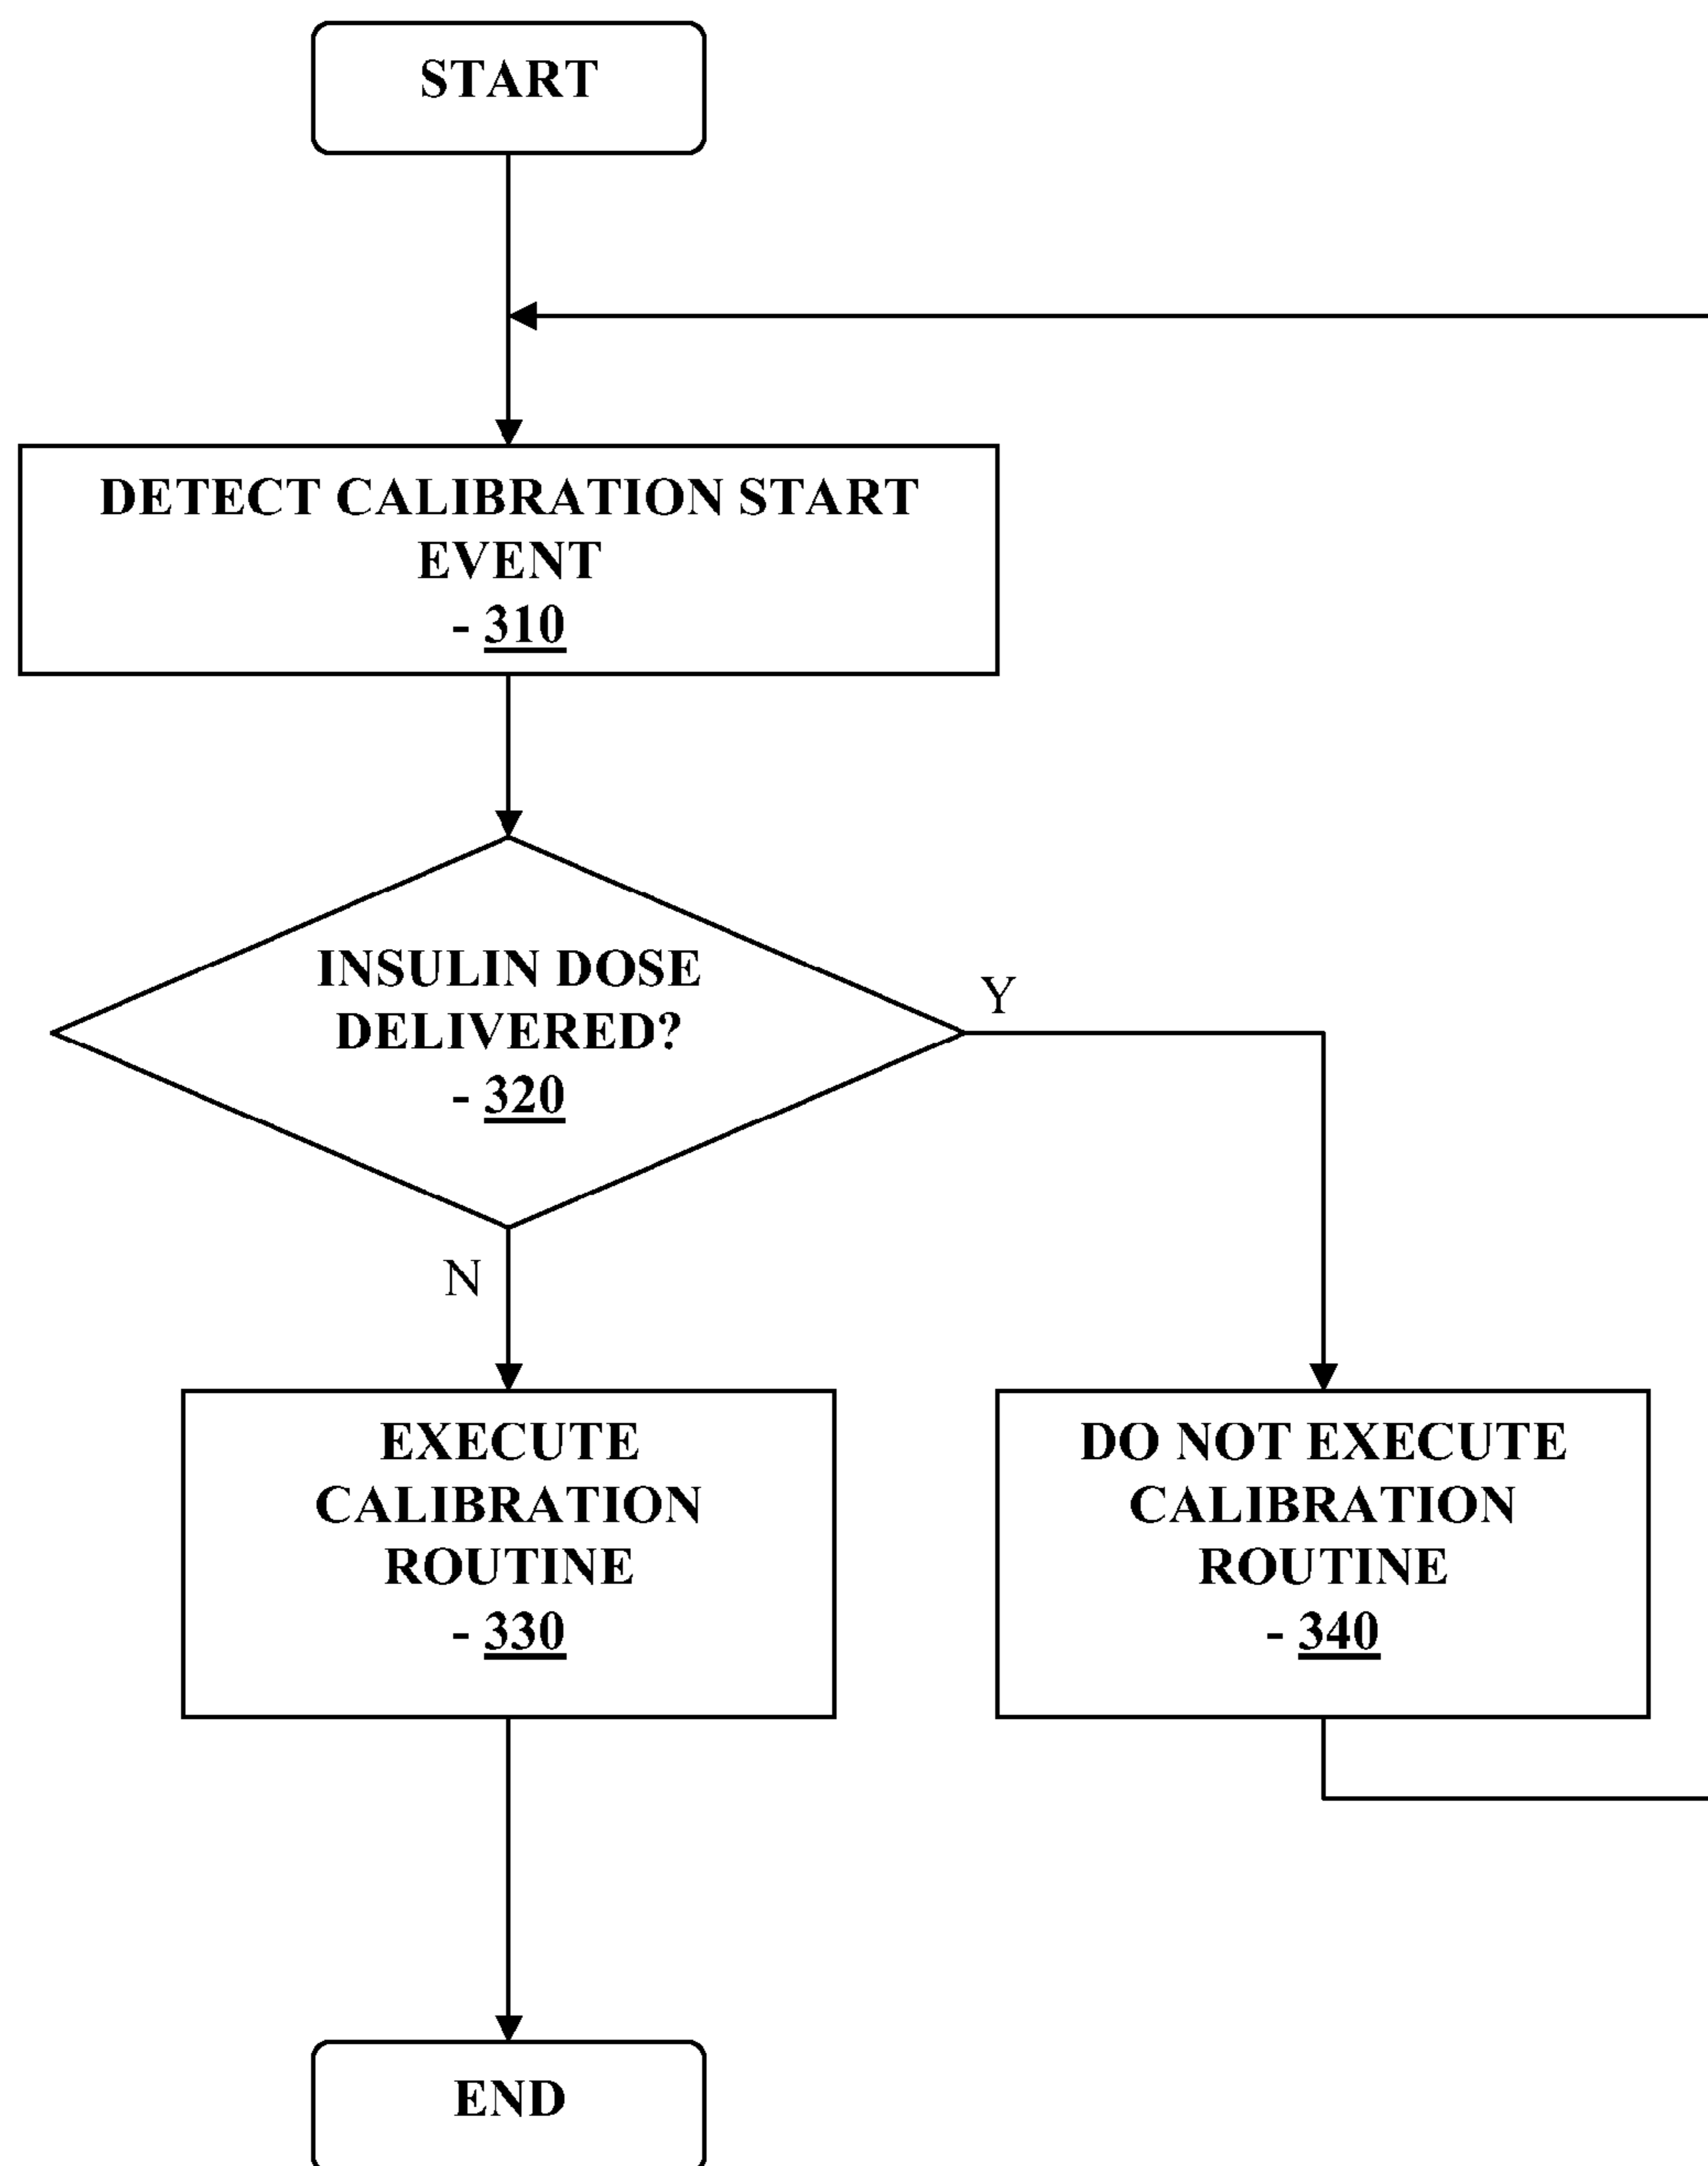 START
DETECT CALIBRATION START
EVENT
- 310
INSULIN DOSE
DELIVERED?
- 320
Y
N
EXECUTE
CALIBRATION
ROUTINE
- 330
DO NOT EXECUTE
CALIBRATION
ROUTINE
- 340
END